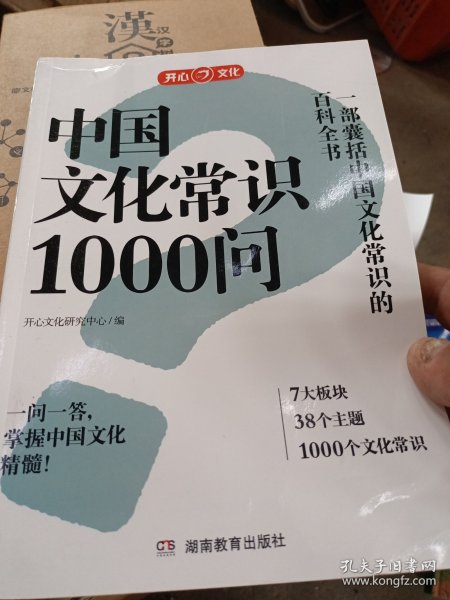 漢
汉字
开心 文化
中国
文化常识
1000问
一部囊括中国文化常识的
百科全书
开心文化研究中心/编
一问一答，
掌握中国文化
精髓！
7大板块
38个主题
1000个文化常识
湖南教育出版社
孔夫子旧书网
www.kongfz.com